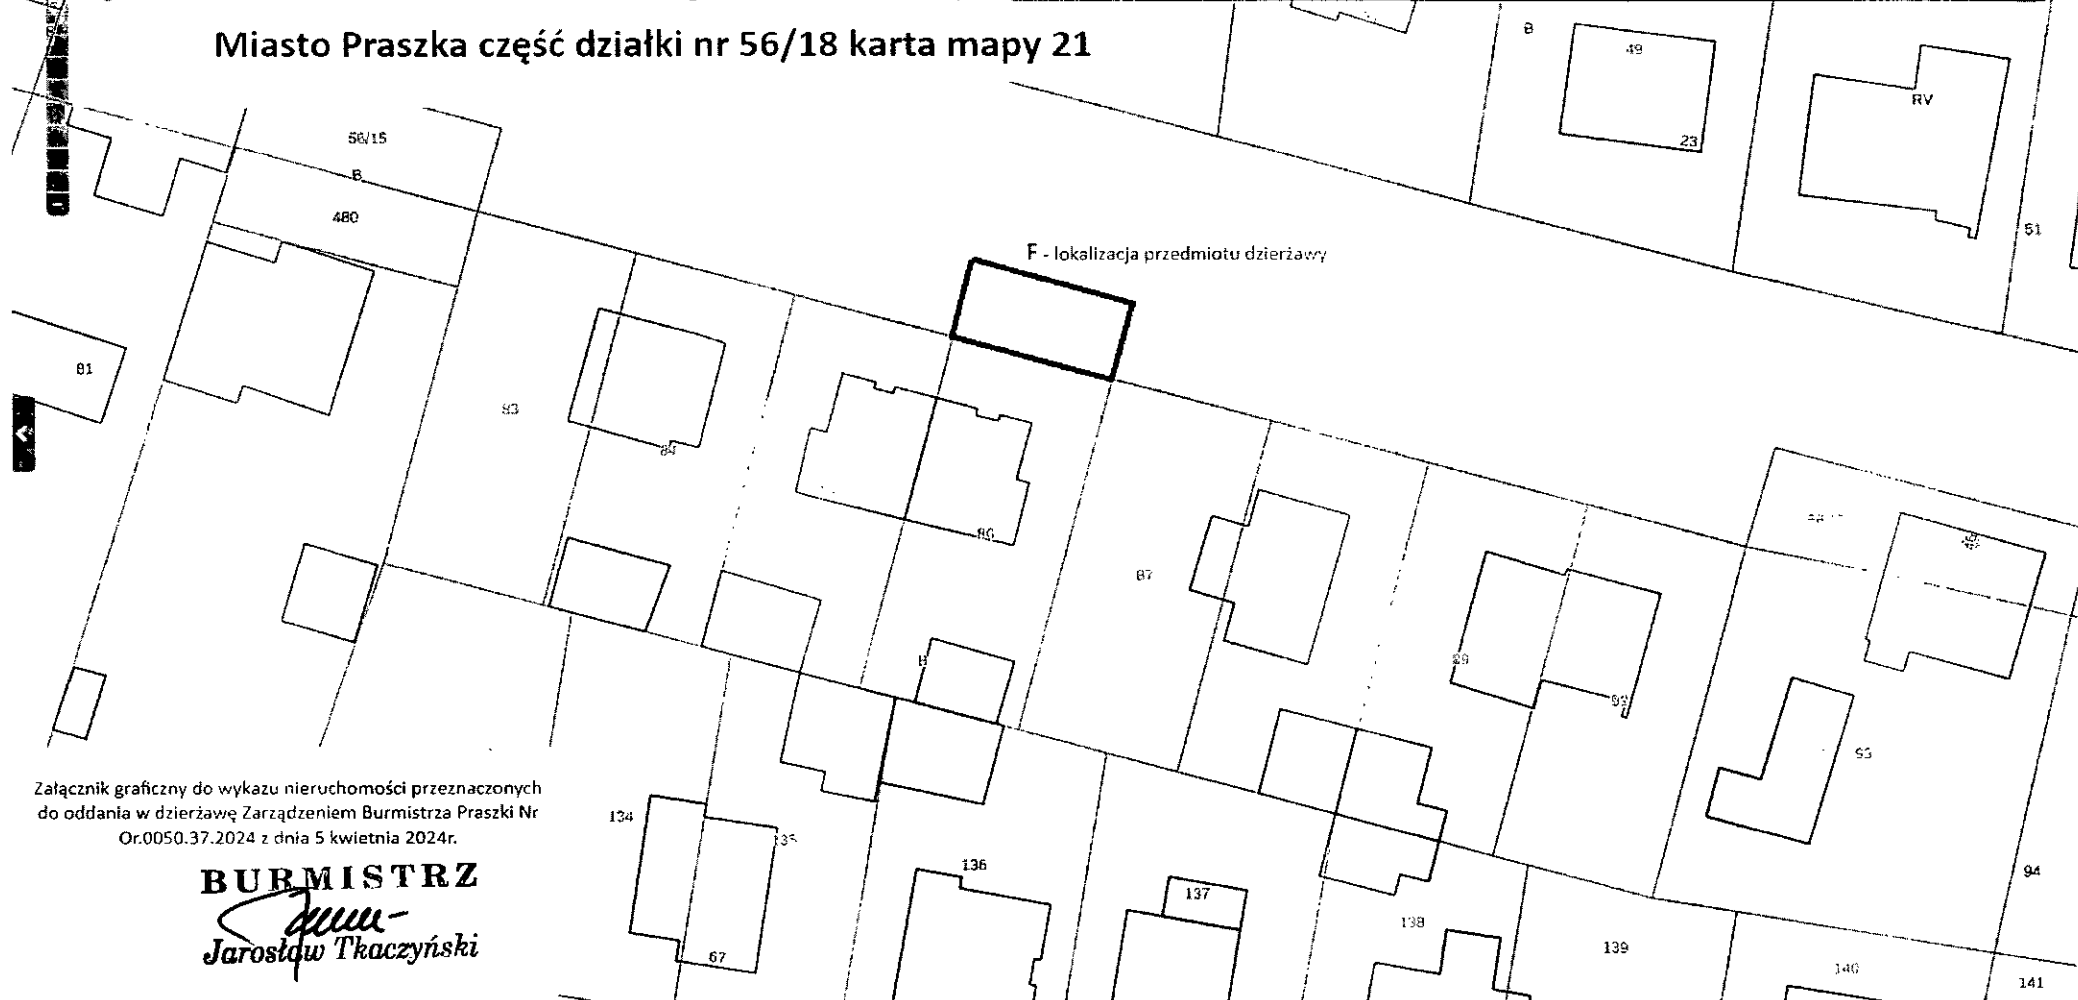 Miasto Praszka część działki nr 56/18 karta mapy 21
B
49
23
RV
51
56/15
B
480
F - lokalizacja przedmiotu dzierżawy
81
83
84
86
87
89
93
94
B
Załącznik graficzny do wykazu nieruchomości przeznaczonych
do oddania w dzierżawę Zarządzeniem Burmistrza Praszki Nr
Or.0050.37.2024 z dnia 5 kwietnia 2024r.
BURMISTRZ
Jarosław Tkaczyński
134
135
67
136
137
138
139
140
141